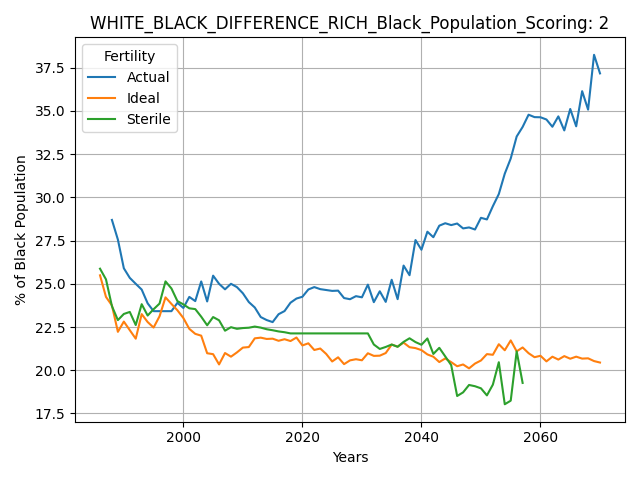 WHITE_BLACK_DIFFERENCE_RICH_Black_Population_Scoring: 2
Fertility
Actual
Ideal
Sterile
% of Black Population
37.5
35.0
32.5
30.0
27.5
25.0
22.5
20.0
17.5
2000
2020
2040
2060
Years